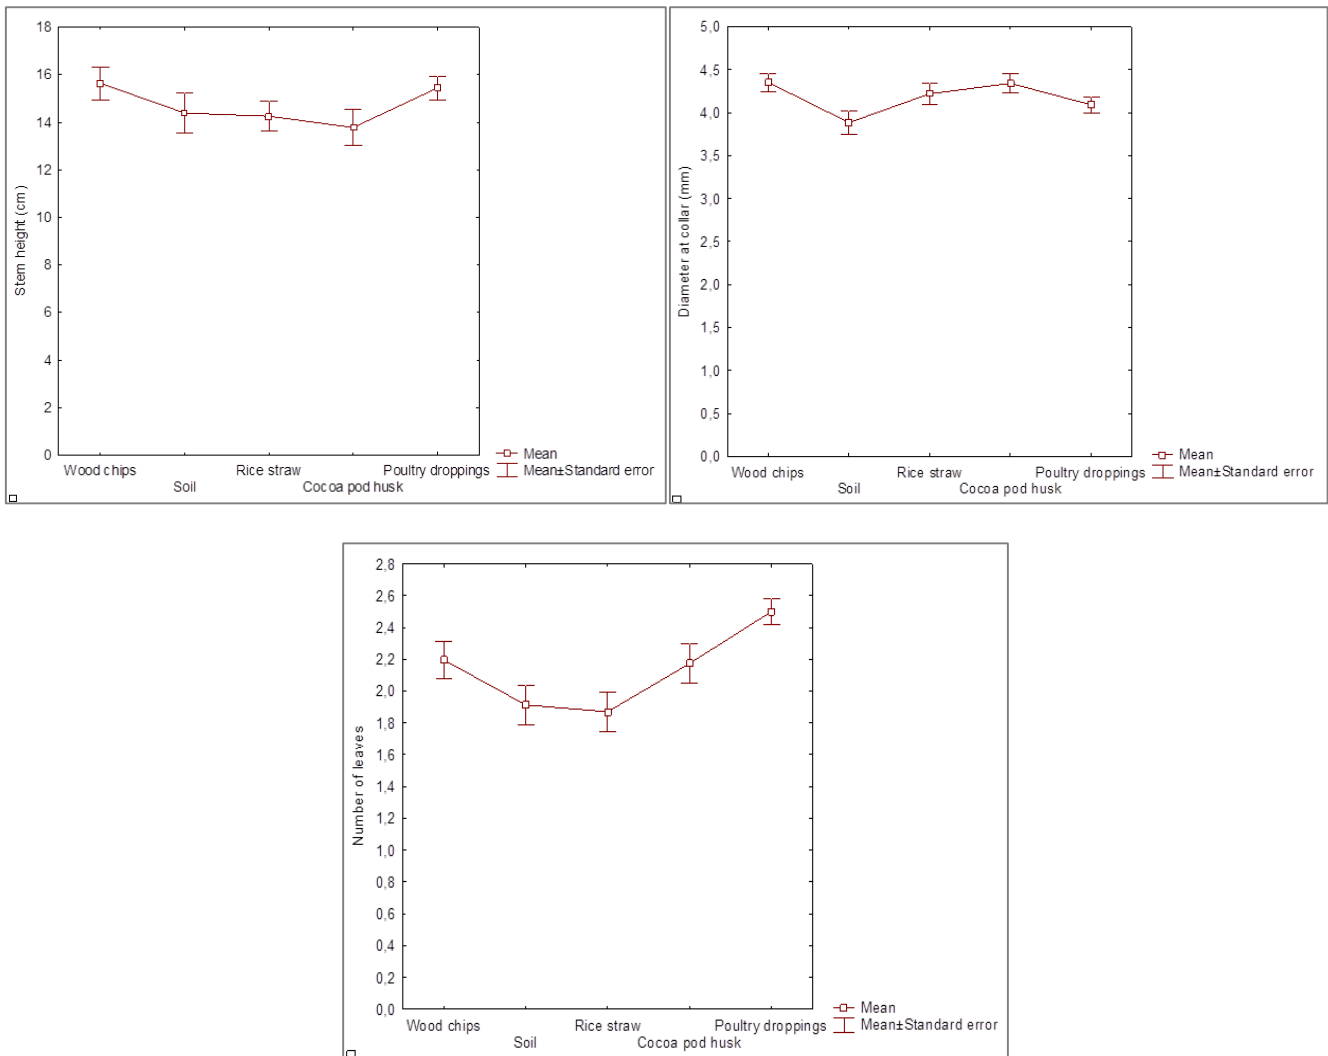 18
16
14
12
10
8
6
4
2
0
Stem height (cm)
Wood chips
Soil
Rice straw
Cocoa pod husk
Poultry droppings
Mean
Mean±Standard error
5,0
4,5
4,0
3,5
3,0
2,5
2,0
1,5
1,0
0,5
0,0
Diameter at collar (mm)
Wood chips
Soil
Rice straw
Cocoa pod husk
Poultry droppings
Mean
Mean±Standard error
2,8
2,6
2,4
2,2
2,0
1,8
1,6
1,4
1,2
1,0
0,8
0,6
0,4
0,2
0,0
Number of leaves
Wood chips
Soil
Rice straw
Cocoa pod husk
Poultry droppings
Mean
Mean±Standard error